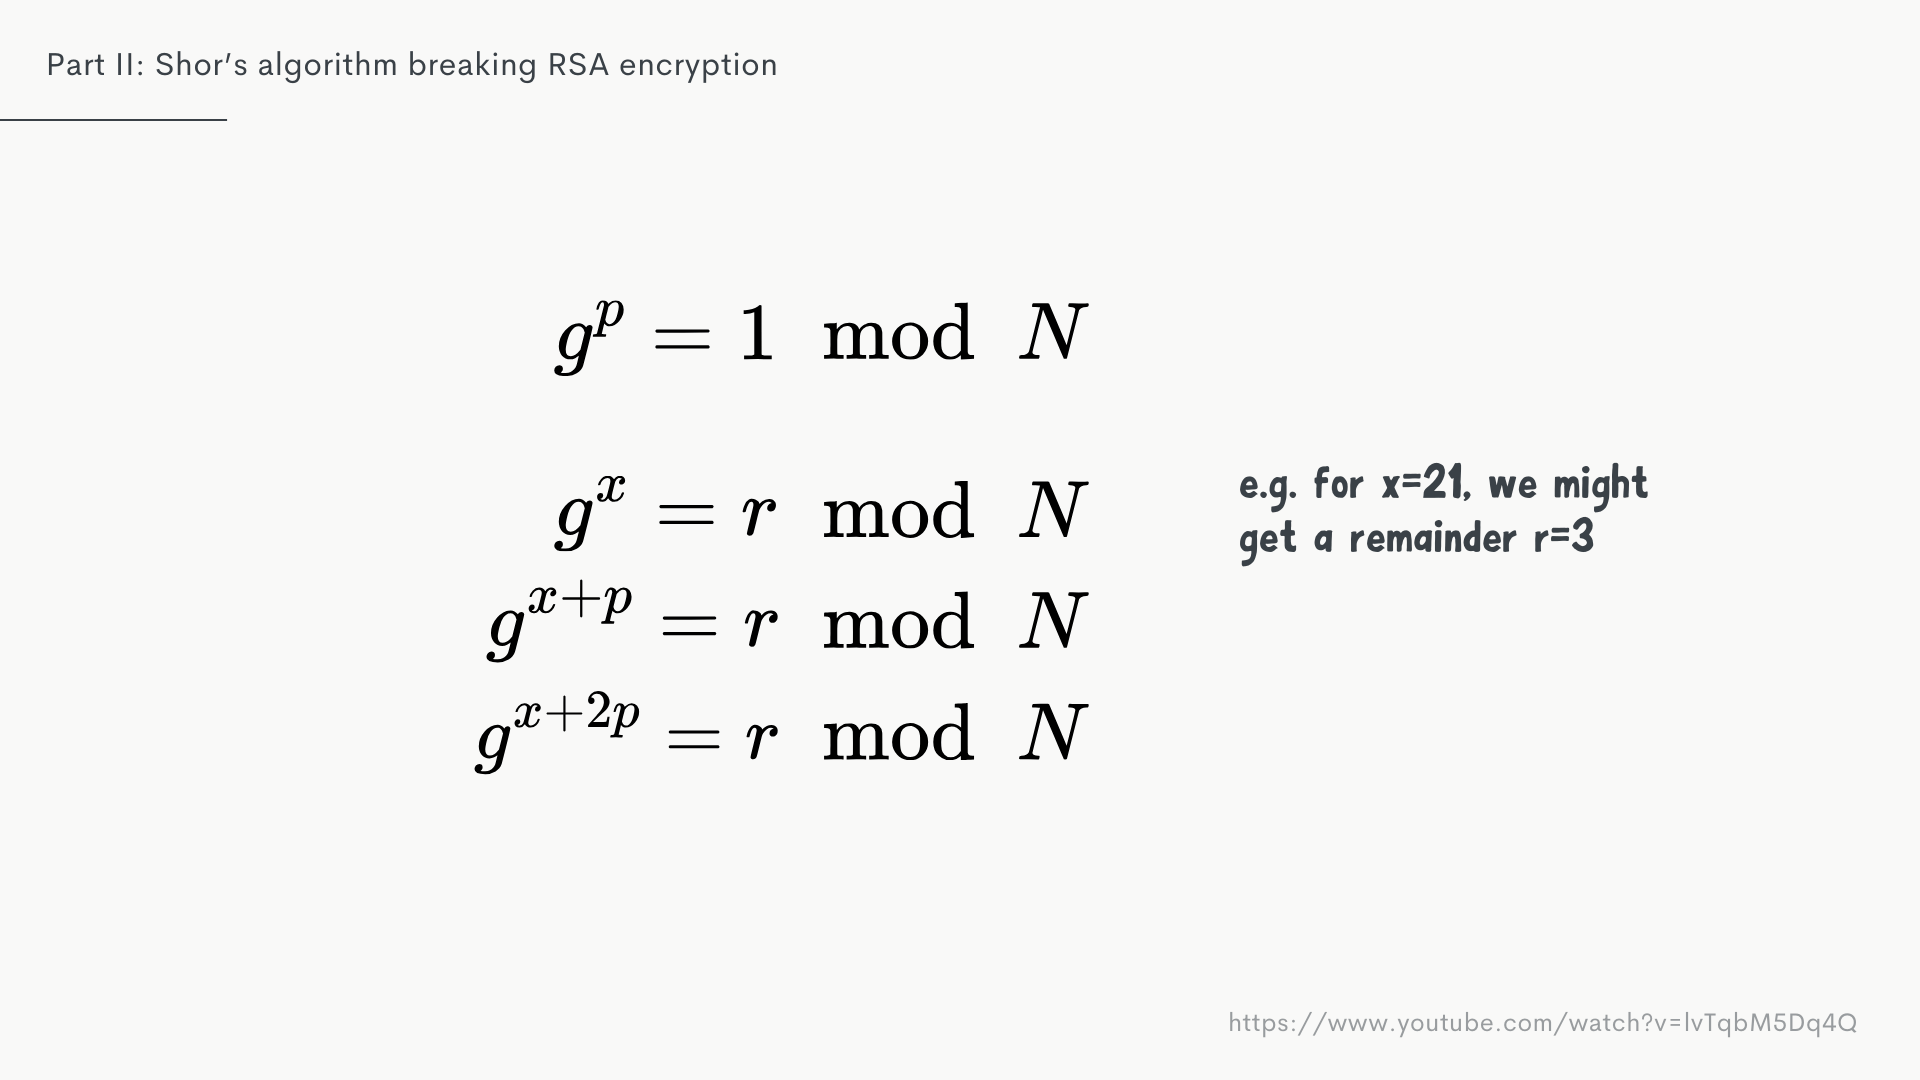 Part II: Shor’s algorithm breaking RSA encryption
g^p = 1 mod N
g^x = r mod N
e.g. for x=21, we might
get a remainder r=3
g^{x+p} = r mod N
g^{x+2p} = r mod N
https://www.youtube.com/watch?v=lvTqbM5Dq4Q